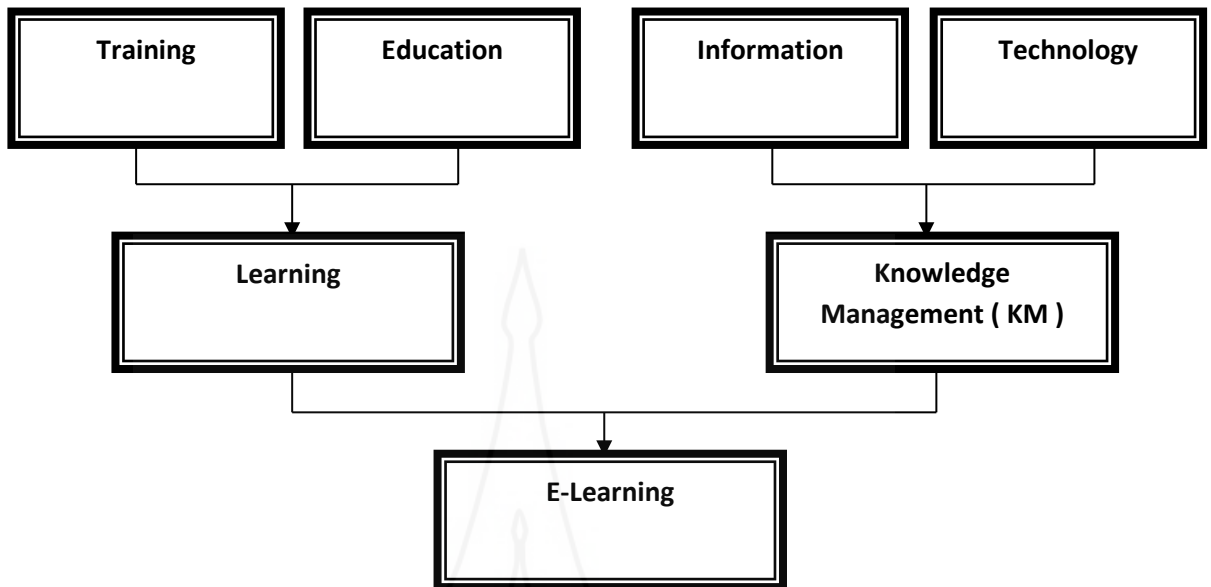 Training
Education
Information
Technology
Learning
Knowledge
Management ( KM )
E-Learning